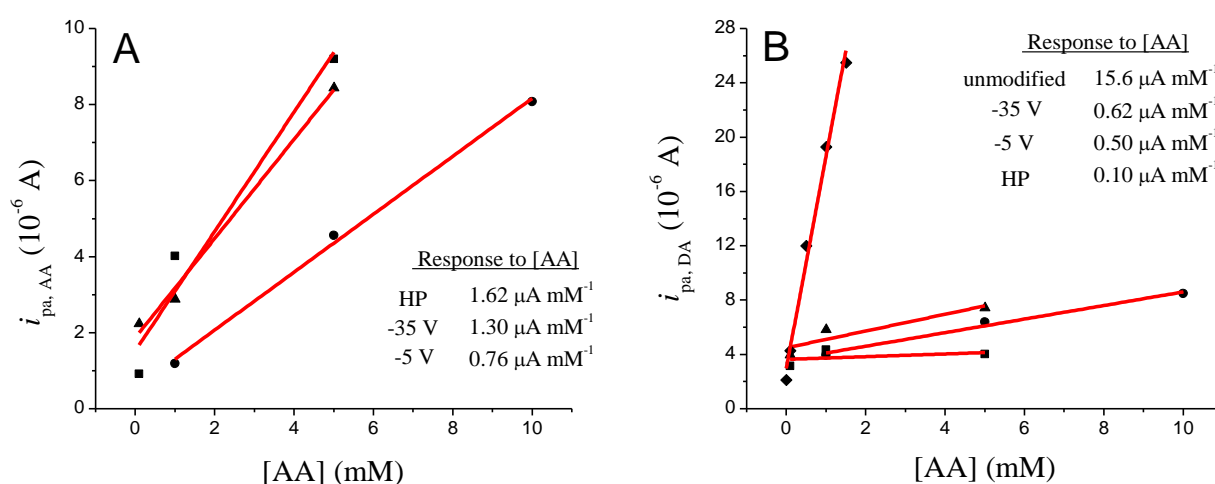 A
10
8
6
4
2
0
0 2 4 6 8 10
i pa, AA (10⁻⁶ A)
[AA] (mM)
Response to [AA]
HP 1.62 μA mM⁻¹
-35 V 1.30 μA mM⁻¹
-5 V 0.76 μA mM⁻¹
B
28
24
20
16
12
8
4
0
0 2 4 6 8 10
i pa, DA (10⁻⁶ A)
[AA] (mM)
Response to [AA]
unmodified 15.6 μA mM⁻¹
-35 V 0.62 μA mM⁻¹
-5 V 0.50 μA mM⁻¹
HP 0.10 μA mM⁻¹